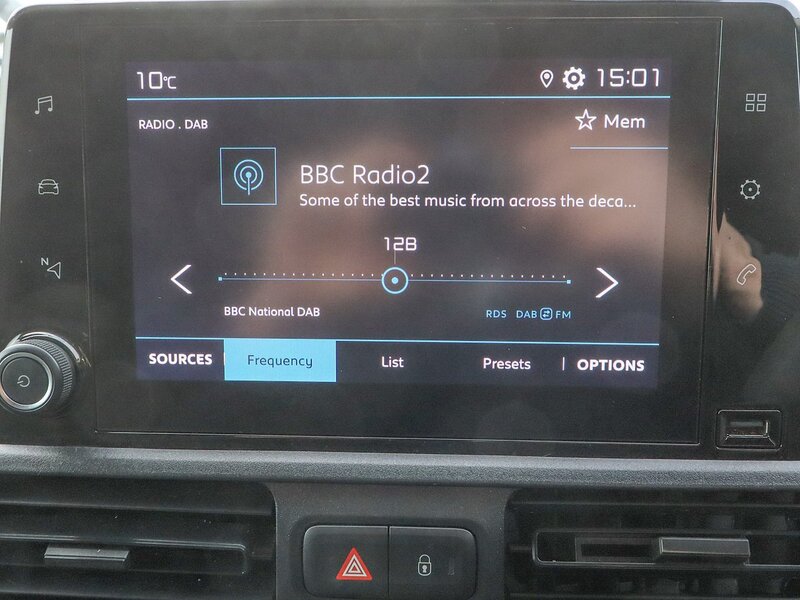 10°C 15:01
RADIO . DAB
Mem
BBC Radio2
Some of the best music from across the deca...
12B
BBC National DAB
RDS DAB FM
SOURCES Frequency List Presets OPTIONS
N